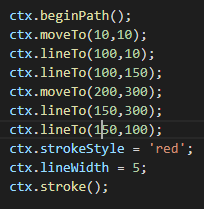 ctx.beginPath();
ctx.moveTo(10,10);
ctx.lineTo(100,10);
ctx.lineTo(100,150);
ctx.moveTo(200,300);
ctx.lineTo(150,300);
ctx.lineTo(150,100);
ctx.strokeStyle = 'red';
ctx.lineWidth = 5;
ctx.stroke();